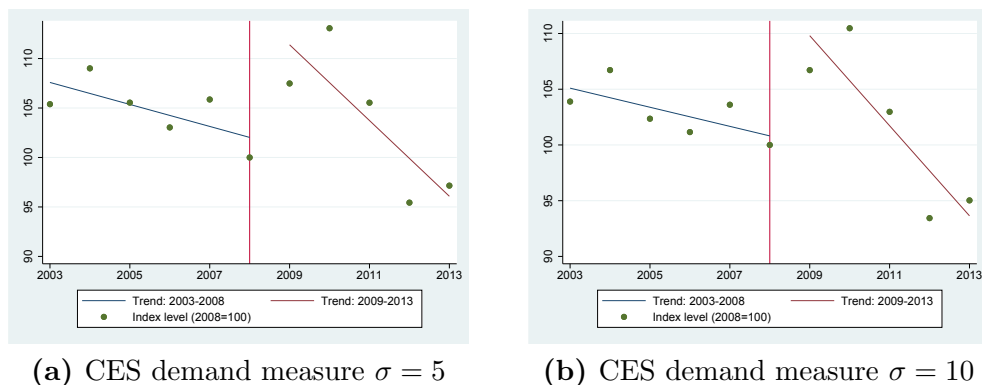 110
105
100
95
90
2003 2005 2007 2009 2011 2013
Trend: 2003-2008 Trend: 2009-2013
Index level (2008=100)
(a) CES demand measure σ = 5
110
105
100
95
90
2003 2005 2007 2009 2011 2013
Trend: 2003-2008 Trend: 2009-2013
Index level (2008=100)
(b) CES demand measure σ = 10